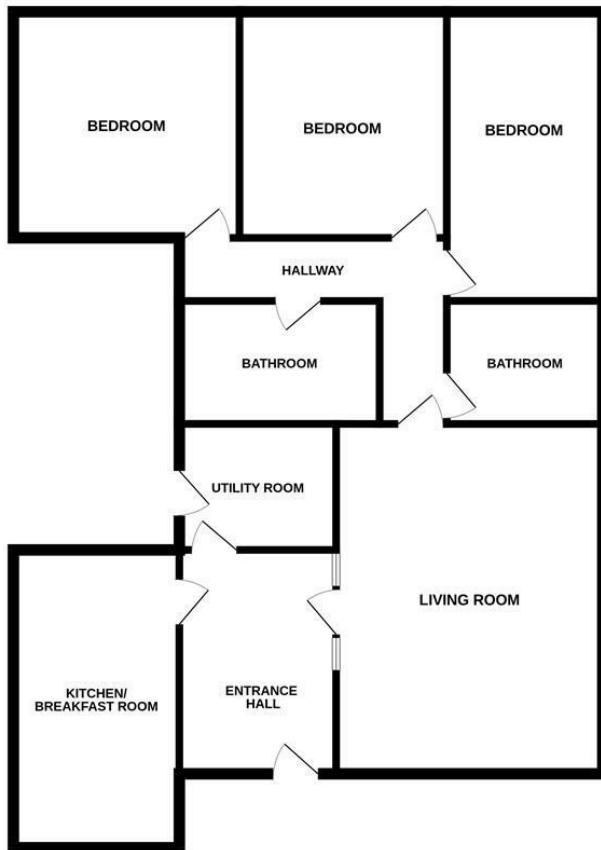 BEDROOM
BEDROOM
BEDROOM
HALLWAY
BATHROOM
BATHROOM
UTILITY ROOM
LIVING ROOM
KITCHEN/
BREAKFAST ROOM
ENTRANCE
HALL